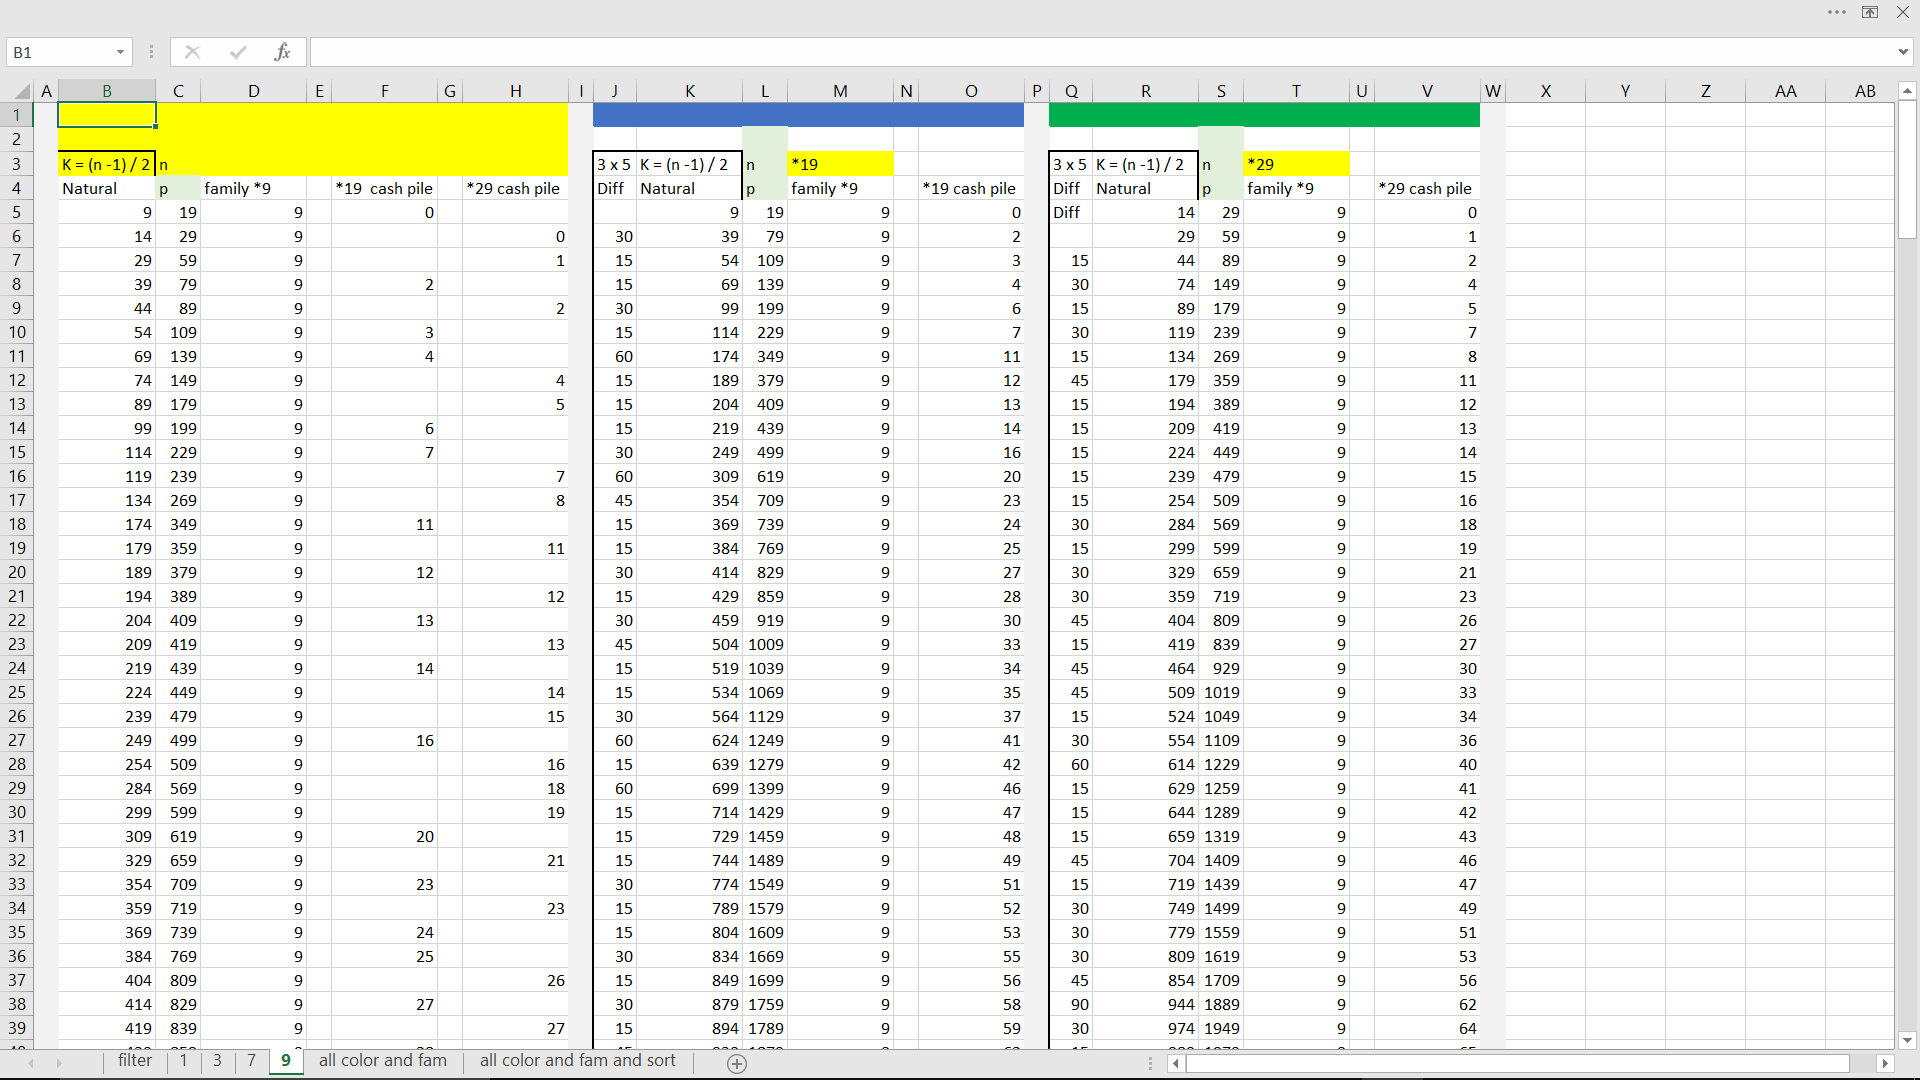 B1
fx
A B C D E F G H I J K L M N O P Q R S T U V W X Y Z AA AB
1
2
3 K = (n -1) / 2 n 3 x 5 K = (n -1) / 2 n *19 3 x 5 K = (n -1) / 2 n *29
4 Natural p family *9 *19 cash pile *29 cash pile Diff Natural p family *9 *19 cash pile Diff Natural p family *9 *29 cash pile
5 9 19 9 0 9 19 9 0 Diff 14 29 9 0
6 14 29 9 0 30 39 79 9 2 29 59 9 1
7 29 59 9 1 15 54 109 9 3 15 44 89 9 2
8 39 79 9 2 15 69 139 9 4 30 74 149 9 4
9 44 89 9 2 30 99 199 9 6 15 89 179 9 5
10 54 109 9 3 15 114 229 9 7 30 119 239 9 7
11 69 139 9 4 60 174 349 9 11 15 134 269 9 8
12 74 149 9 4 15 189 379 9 12 45 179 359 9 11
13 89 179 9 5 15 204 409 9 13 15 194 389 9 12
14 99 199 9 6 15 219 439 9 14 15 209 419 9 13
15 114 229 9 7 30 249 499 9 16 15 224 449 9 14
16 119 239 9 7 60 309 619 9 20 15 239 479 9 15
17 134 269 9 8 45 354 709 9 23 15 254 509 9 16
18 174 349 9 11 15 369 739 9 24 30 284 569 9 18
19 179 359 9 11 15 384 769 9 25 15 299 599 9 19
20 189 379 9 12 30 414 829 9 27 30 329 659 9 21
21 194 389 9 12 15 429 859 9 28 30 359 719 9 23
22 204 409 9 13 30 459 919 9 30 45 404 809 9 26
23 209 419 9 13 45 504 1009 9 33 15 419 839 9 27
24 219 439 9 14 15 519 1039 9 34 45 464 929 9 30
25 224 449 9 14 15 534 1069 9 35 45 509 1019 9 33
26 239 479 9 15 30 564 1129 9 37 15 524 1049 9 34
27 249 499 9 16 60 624 1249 9 41 30 554 1109 9 36
28 254 509 9 16 15 639 1279 9 42 60 614 1229 9 40
29 284 569 9 18 60 699 1399 9 46 15 629 1259 9 41
30 299 599 9 19 15 714 1429 9 47 15 644 1289 9 42
31 309 619 9 20 15 729 1459 9 48 15 659 1319 9 43
32 329 659 9 21 15 744 1489 9 49 45 704 1409 9 46
33 354 709 9 23 30 774 1549 9 51 15 719 1439 9 47
34 359 719 9 23 15 789 1579 9 52 30 749 1499 9 49
35 369 739 9 24 15 804 1609 9 53 30 779 1559 9 51
36 384 769 9 25 30 834 1669 9 55 30 809 1619 9 53
37 404 809 9 26 15 849 1699 9 56 45 854 1709 9 56
38 414 829 9 27 30 879 1759 9 58 90 944 1889 9 62
39 419 839 9 27 15 894 1789 9 59 30 974 1949 9 64
filter 1 3 7 9 all color and fam all color and fam and sort